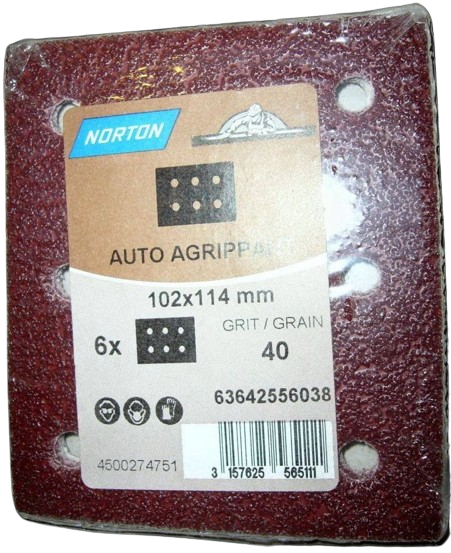 NORTON
AUTO AGRIPPANT
102x114 mm
6x
GRIT / GRAIN
40
63642556038
4500274751
3 157625 565111